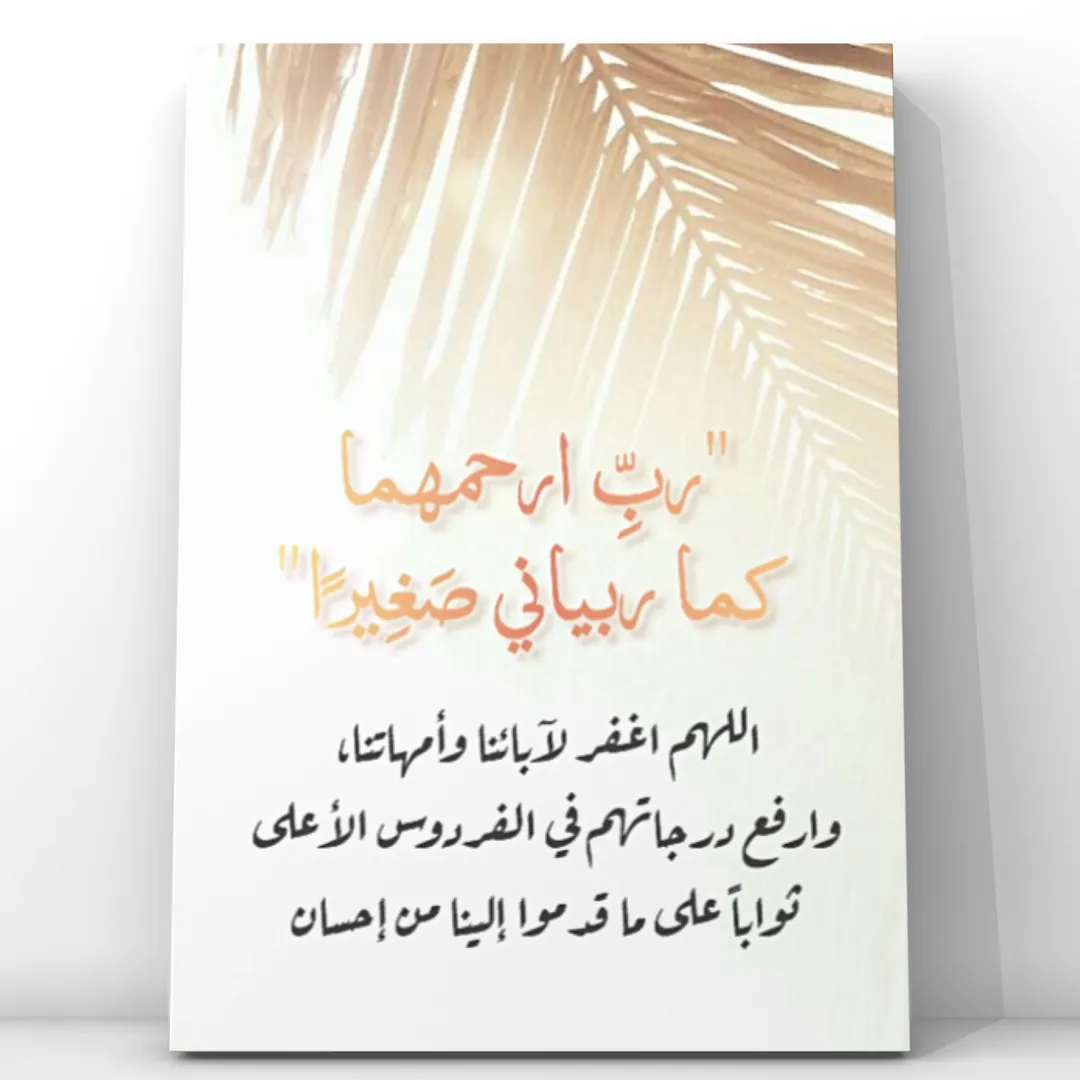 "ربِّ ارحمهما
كما ربياني صَغِيرًا"
اللهم اغفر لآبائنا وأمهاتنا،
وارفع درجاتهم في الفردوس الأعلى
ثواباً على ما قدموا إلينا من إحسان